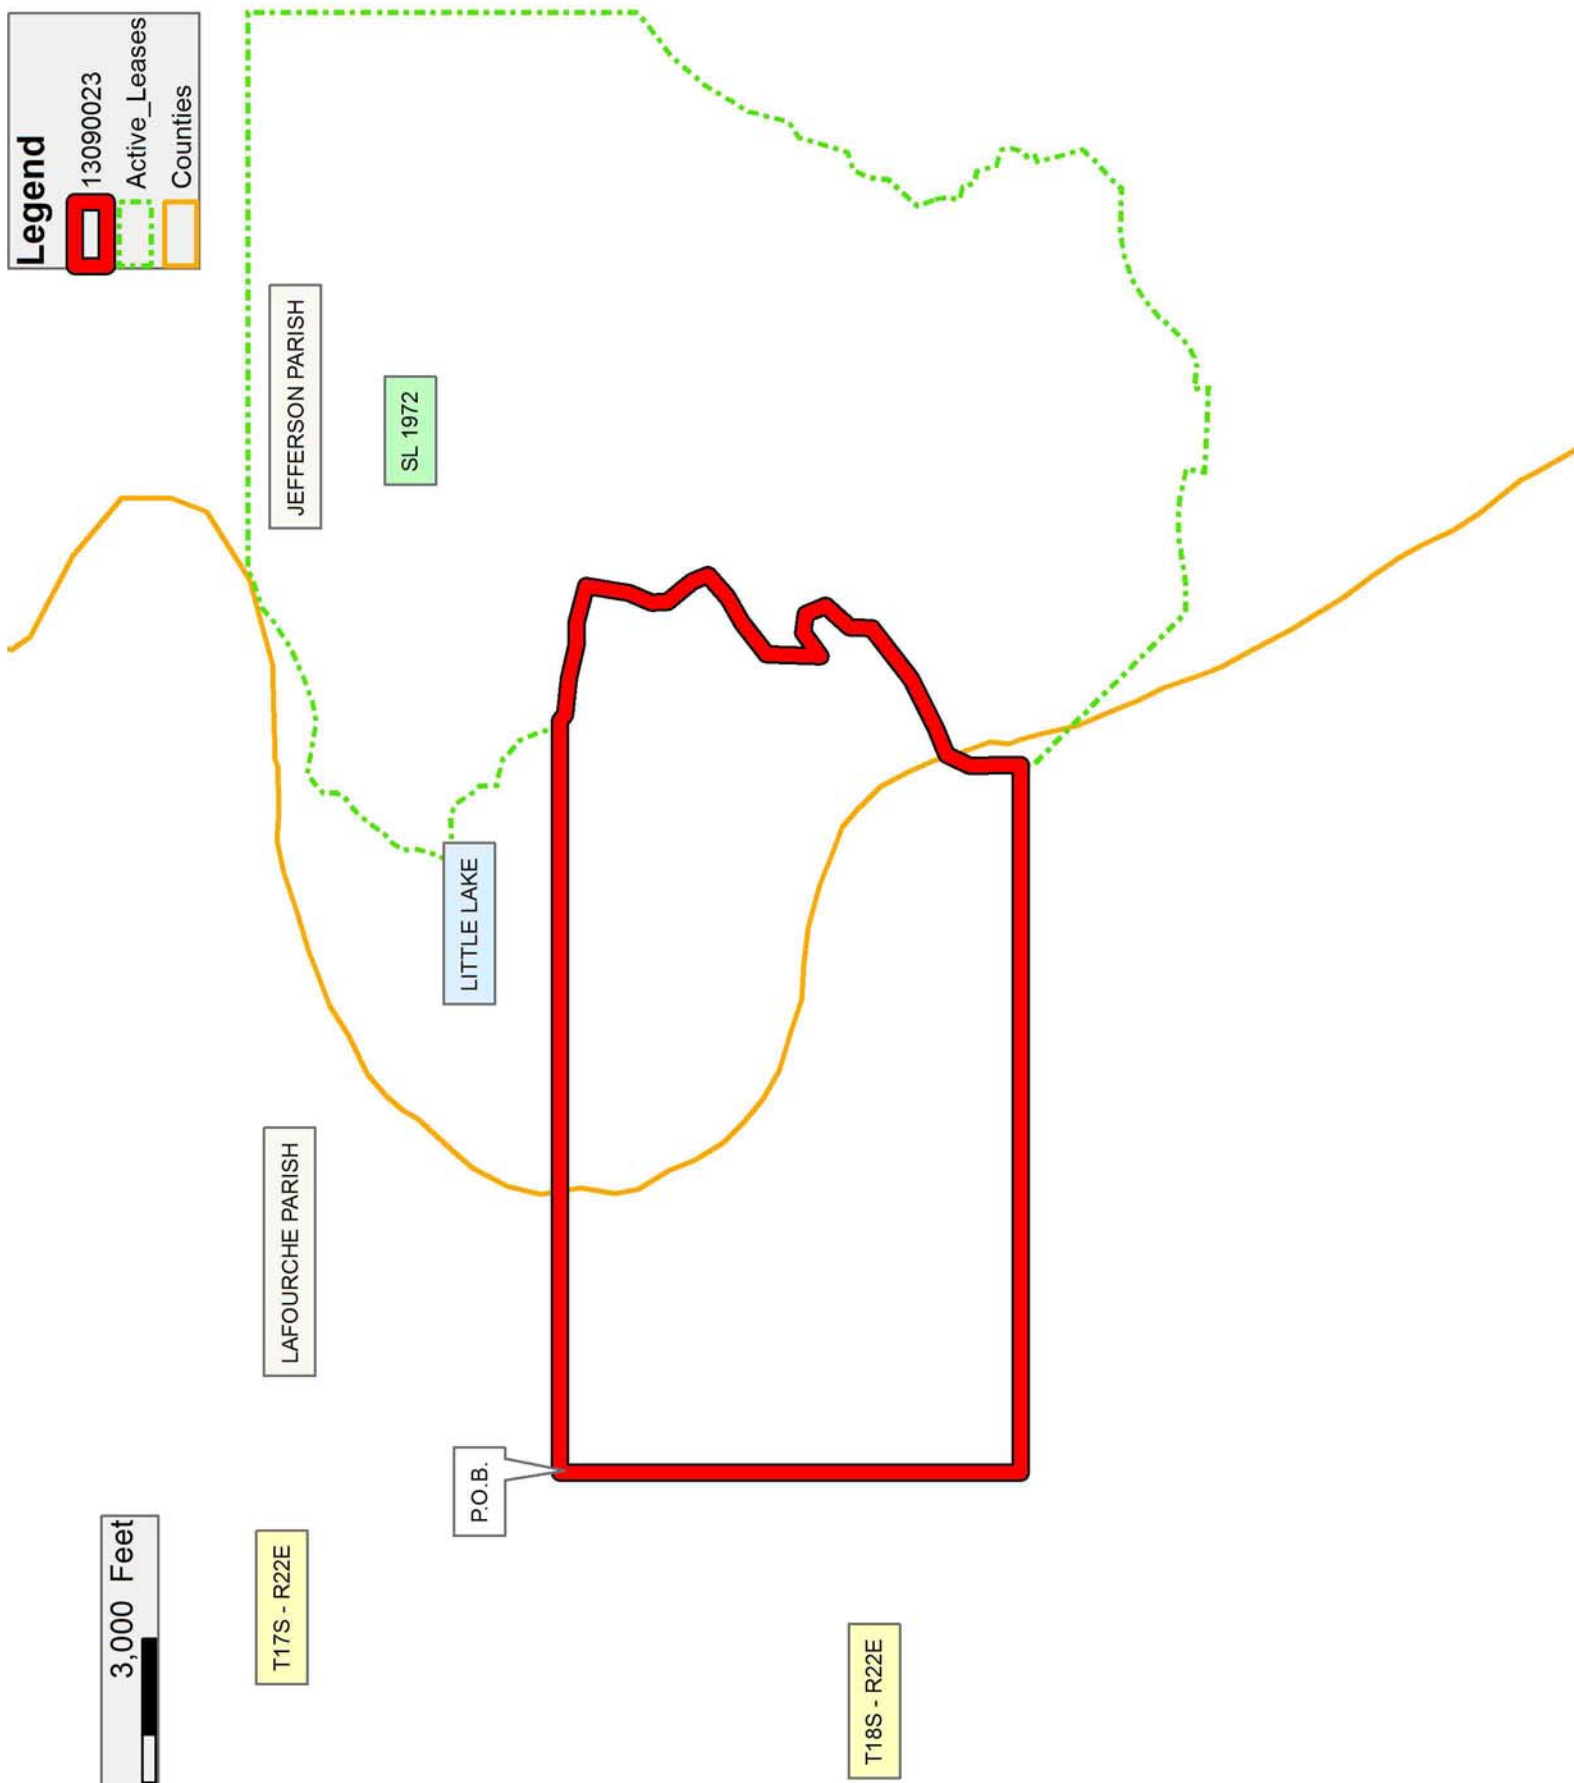 Legend
13090023
Active_Leases
Counties
3,000 Feet
T17S - R22E
LAFOURCHE PARISH
JEFFERSON PARISH
SL 1972
P.O.B.
LITTLE LAKE
T18S - R22E